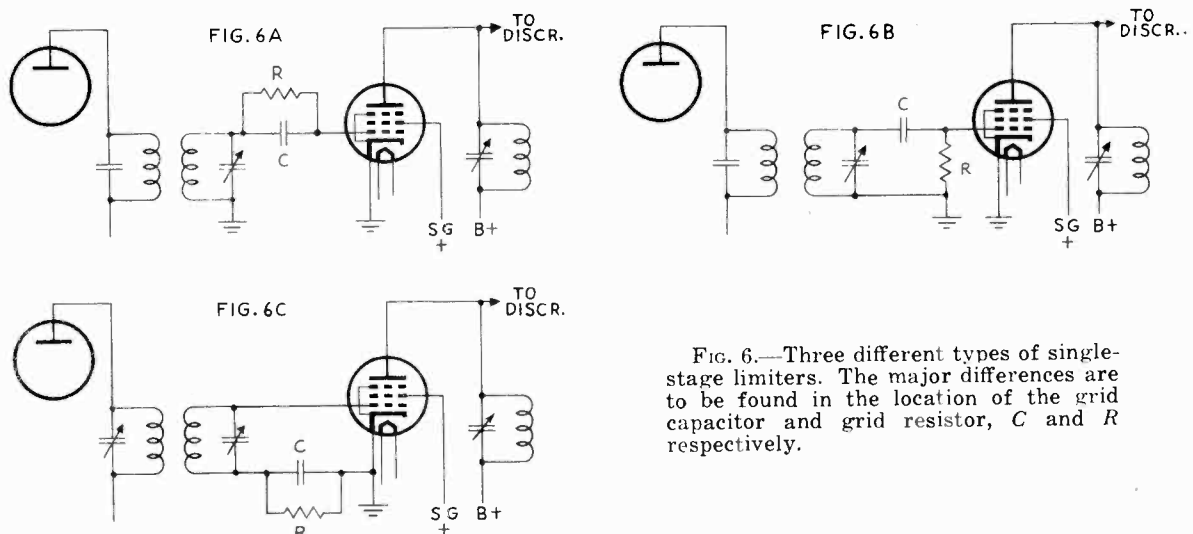 FIG. 6A
R
C
TO
DISCR.
SG
+
B+
FIG. 6B
C
R
TO
DISCR..
SG
+
B+
FIG. 6C
C
R
TO
DISCR.
SG
+
B+
FIG. 6.—Three different types of single-
stage limiters. The major differences are
to be found in the location of the grid
capacitor and grid resistor, C and R
respectively.